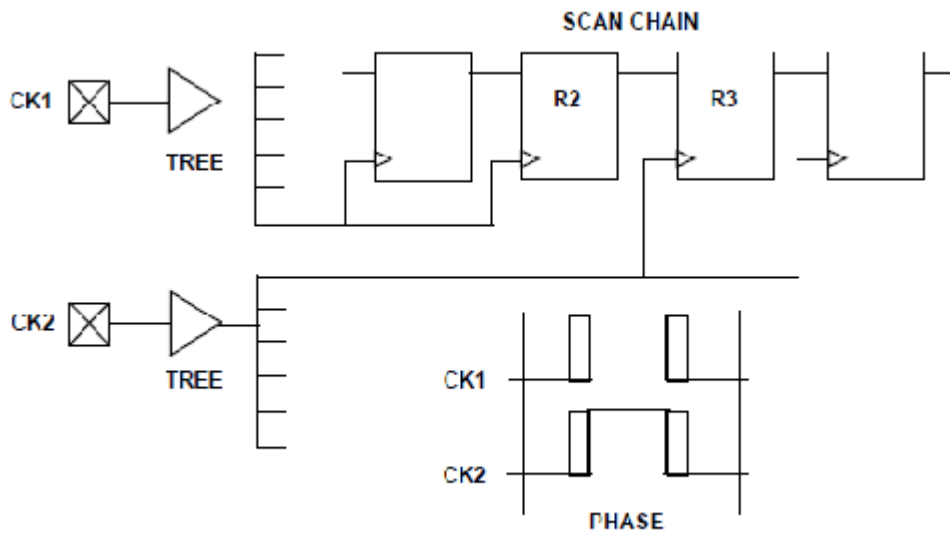 SCAN CHAIN
CK1
R2
R3
TREE
CK2
TREE
CK1
CK2
PHASE